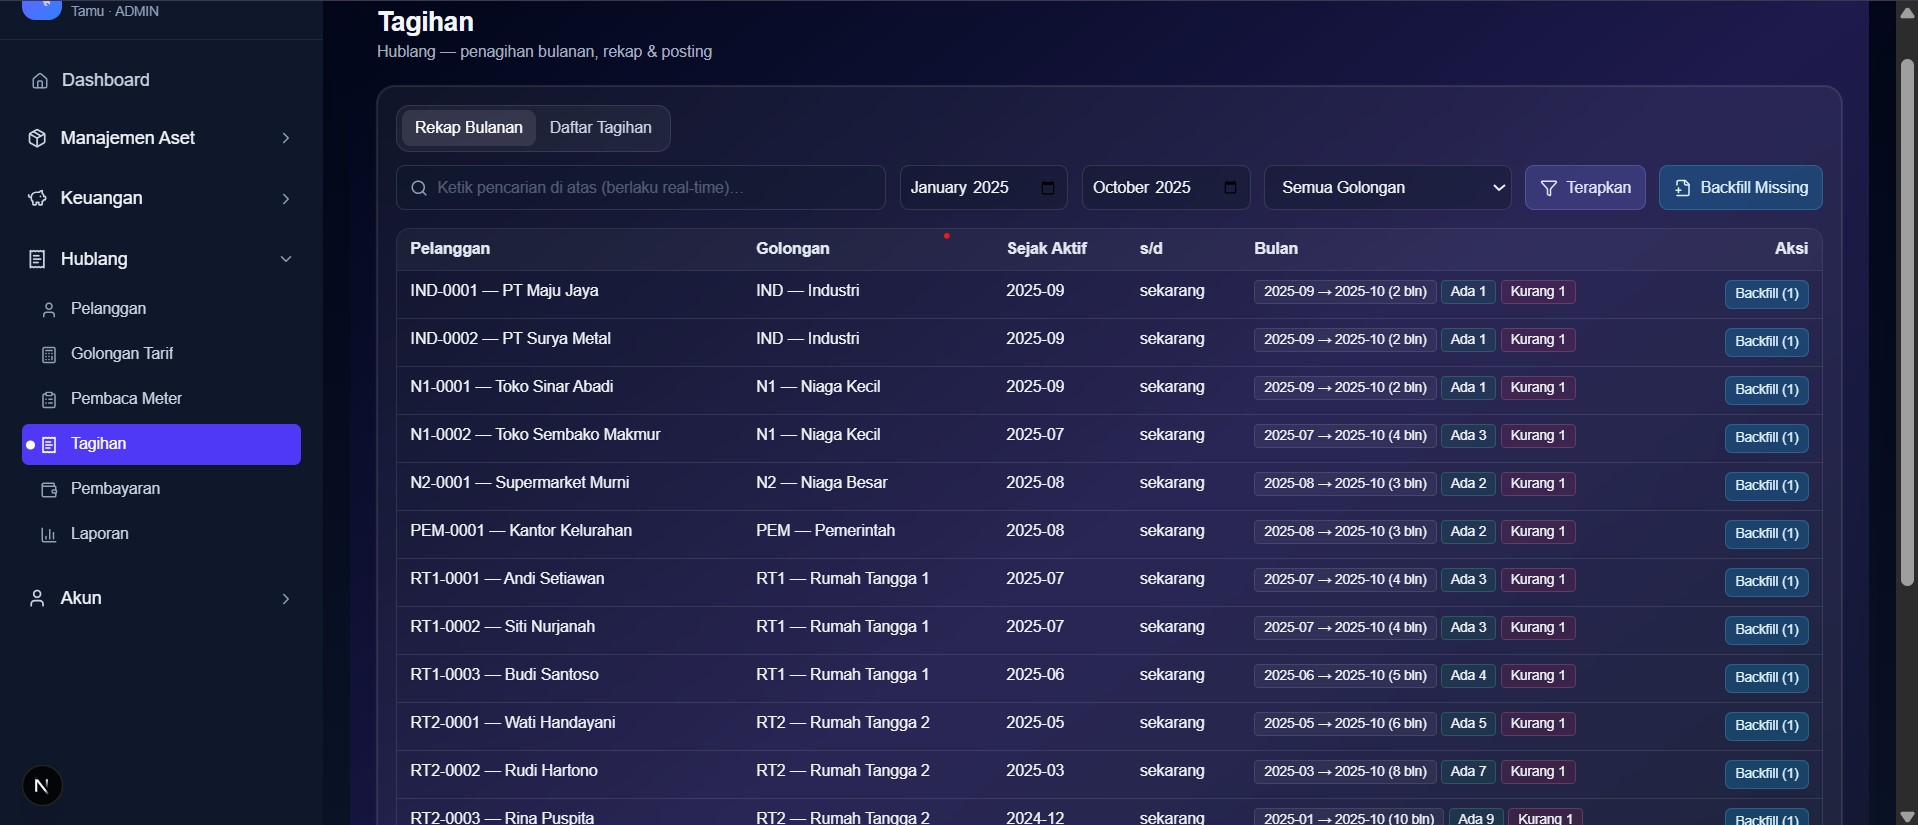 Tamu · ADMIN
Dashboard
Manajemen Aset
Keuangan
Hublang
Pelanggan
Golongan Tarif
Pembaca Meter
Tagihan
Pembayaran
Laporan
Akun
N
Tagihan
Hublang — penagihan bulanan, rekap & posting
Rekap Bulanan Daftar Tagihan
Ketik pencarian di atas (berlaku real-time)... January 2025 October 2025 Semua Golongan Terapkan Backfill Missing
Pelanggan Golongan Sejak Aktif s/d Bulan Aksi
IND-0001 — PT Maju Jaya IND — Industri 2025-09 sekarang 2025-09 → 2025-10 (2 bln) Ada 1 Kurang 1 Backfill (1)
IND-0002 — PT Surya Metal IND — Industri 2025-09 sekarang 2025-09 → 2025-10 (2 bln) Ada 1 Kurang 1 Backfill (1)
N1-0001 — Toko Sinar Abadi N1 — Niaga Kecil 2025-09 sekarang 2025-09 → 2025-10 (2 bln) Ada 1 Kurang 1 Backfill (1)
N1-0002 — Toko Sembako Makmur N1 — Niaga Kecil 2025-07 sekarang 2025-07 → 2025-10 (4 bln) Ada 3 Kurang 1 Backfill (1)
N2-0001 — Supermarket Murni N2 — Niaga Besar 2025-08 sekarang 2025-08 → 2025-10 (3 bln) Ada 2 Kurang 1 Backfill (1)
PEM-0001 — Kantor Kelurahan PEM — Pemerintah 2025-08 sekarang 2025-08 → 2025-10 (3 bln) Ada 2 Kurang 1 Backfill (1)
RT1-0001 — Andi Setiawan RT1 — Rumah Tangga 1 2025-07 sekarang 2025-07 → 2025-10 (4 bln) Ada 3 Kurang 1 Backfill (1)
RT1-0002 — Siti Nurjanah RT1 — Rumah Tangga 1 2025-07 sekarang 2025-07 → 2025-10 (4 bln) Ada 3 Kurang 1 Backfill (1)
RT1-0003 — Budi Santoso RT1 — Rumah Tangga 1 2025-06 sekarang 2025-06 → 2025-10 (5 bln) Ada 4 Kurang 1 Backfill (1)
RT2-0001 — Wati Handayani RT2 — Rumah Tangga 2 2025-05 sekarang 2025-05 → 2025-10 (6 bln) Ada 5 Kurang 1 Backfill (1)
RT2-0002 — Rudi Hartono RT2 — Rumah Tangga 2 2025-03 sekarang 2025-03 → 2025-10 (8 bln) Ada 7 Kurang 1 Backfill (1)
RT2-0003 — Rina Puspita RT2 — Rumah Tangga 2 2024-12 sekarang 2025-01 → 2025-10 (10 bln) Ada 9 Kurang 1 Backfill (1)